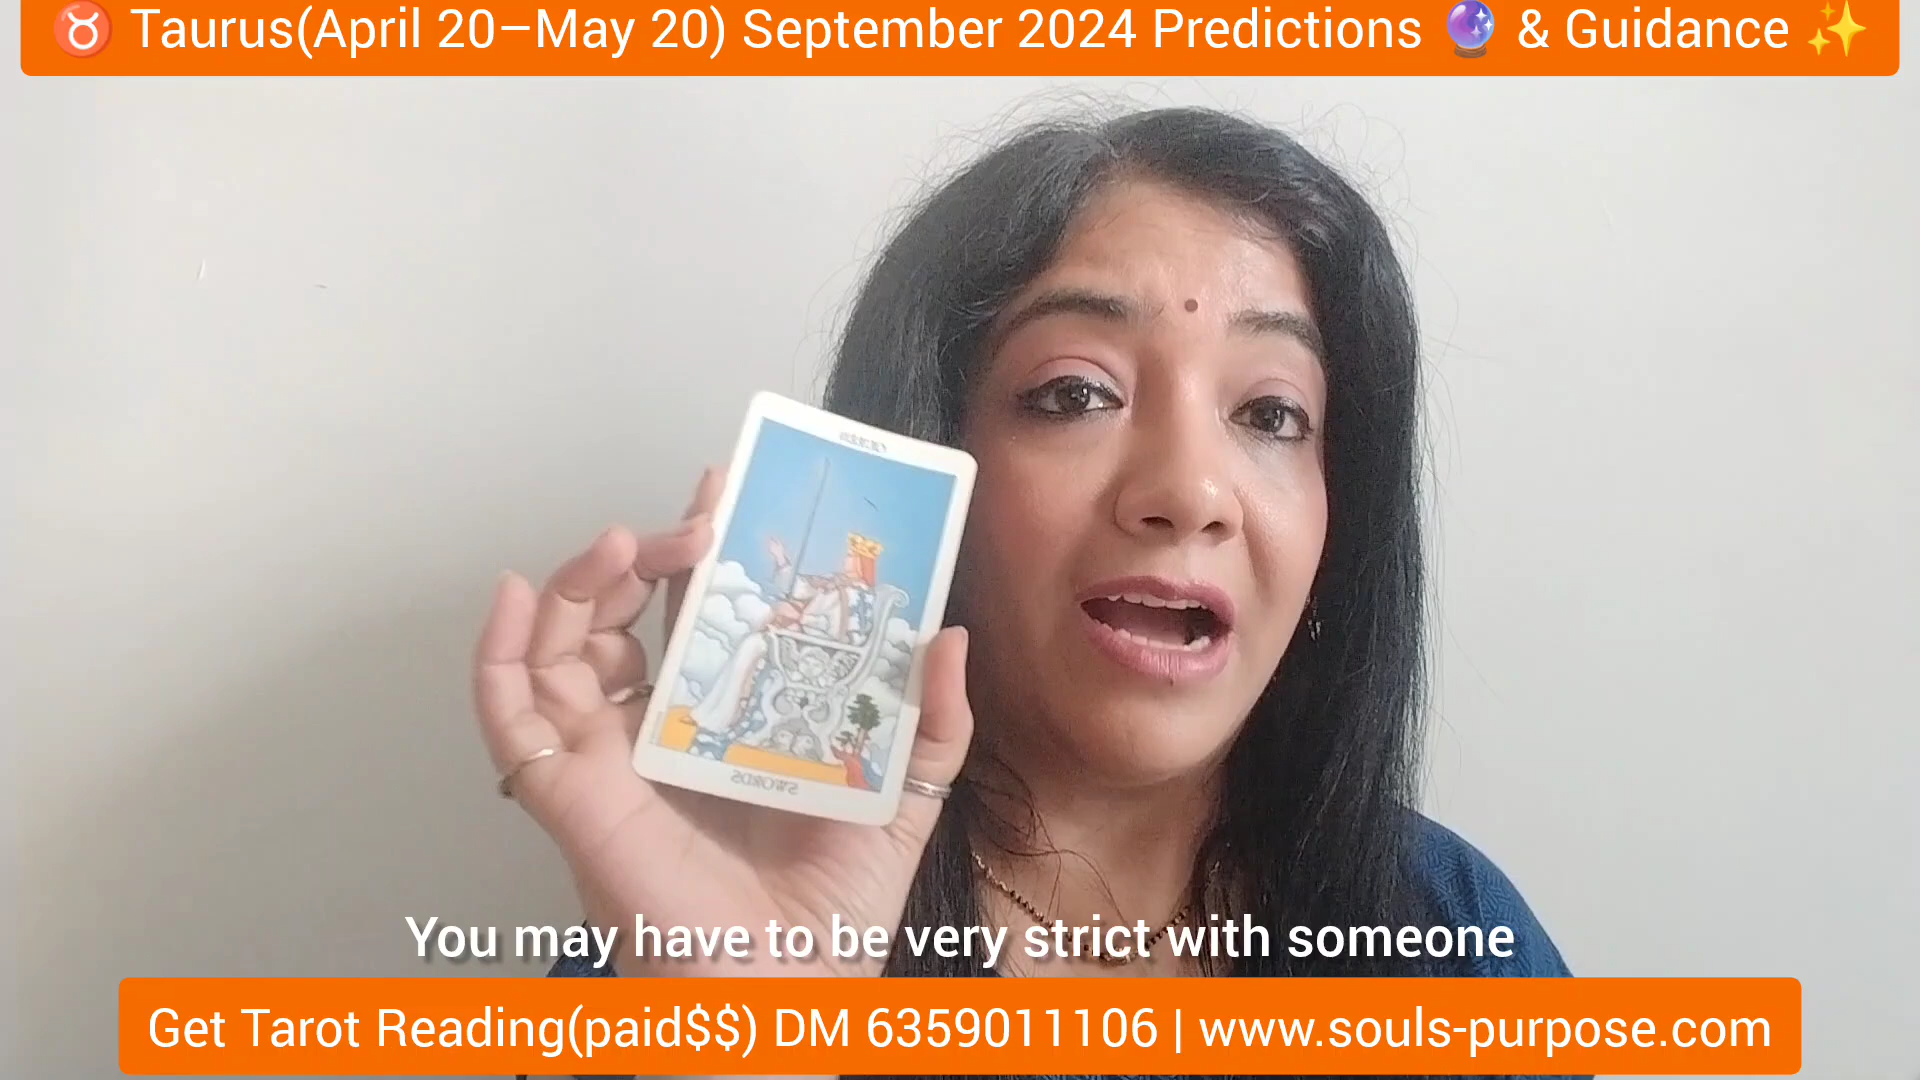 ♉ Taurus(April 20–May 20) September 2024 Predictions 🔮 & Guidance ✨
SWORDS
You may have to be very strict with someone
Get Tarot Reading(paid$$) DM 6359011106 | www.souls-purpose.com